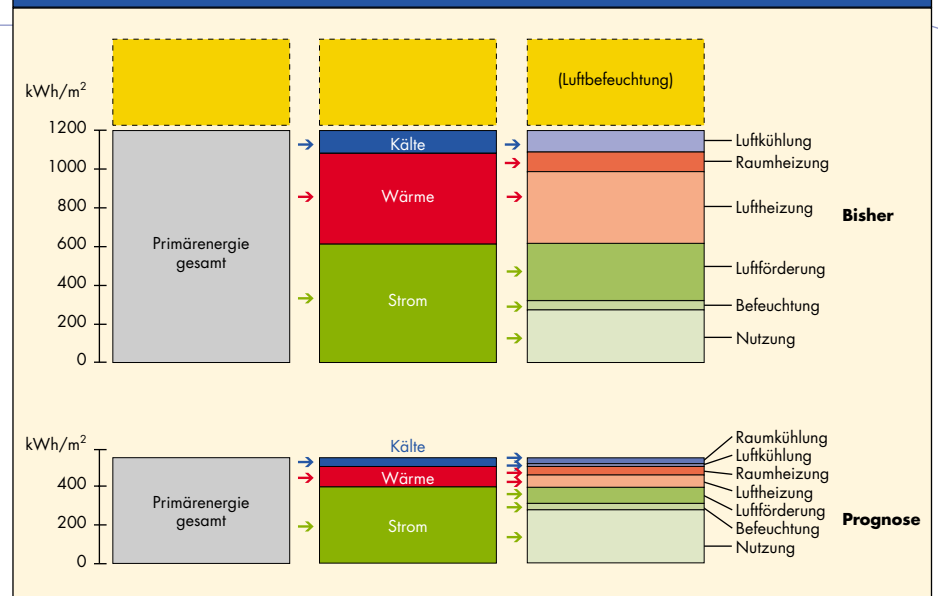 (Luftbefeuchtung)
kWh/m²
1200
1000
800
600
400
200
0
Primärenergie
gesamt
Kälte
Wärme
Strom
Luftkühlung
Raumheizung
Luftheizung
Luftförderung
Befeuchtung
Nutzung
Bisher
kWh/m²
400
200
0
Primärenergie
gesamt
Kälte
Wärme
Strom
Raumkühlung
Luftkühlung
Raumheizung
Luftheizung
Luftförderung
Befeuchtung
Nutzung
Prognose